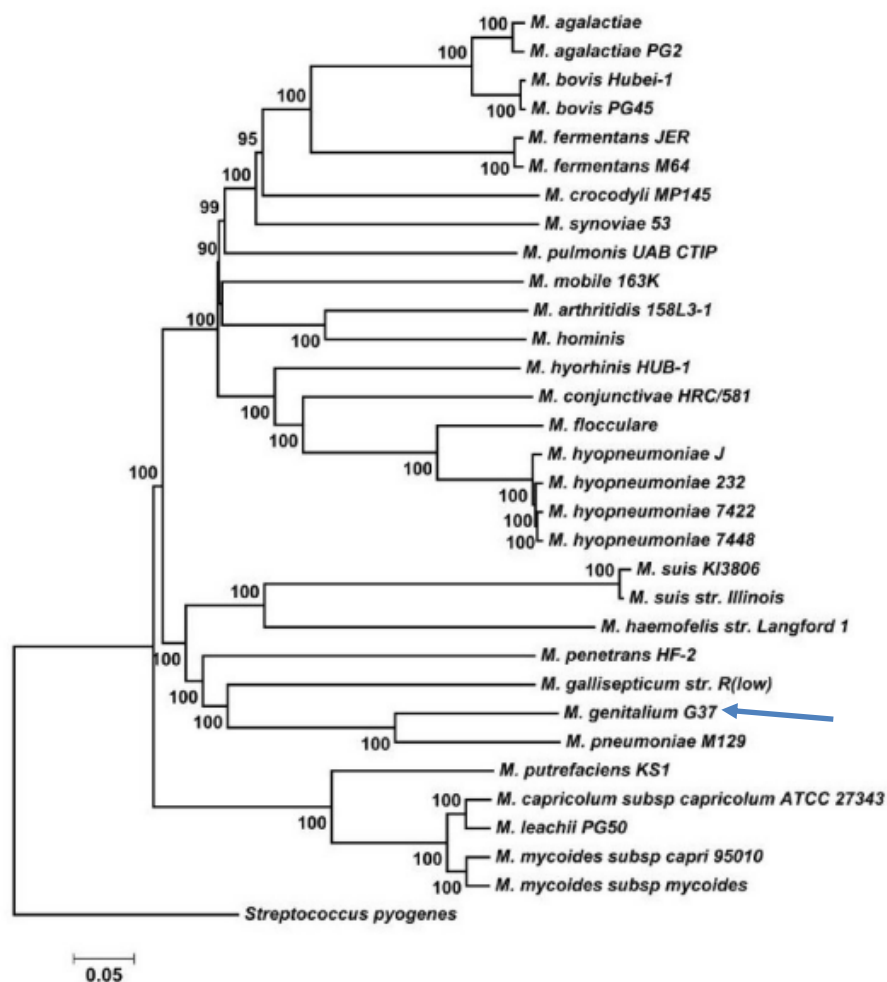 100
M. agalactiae
100
M. agalactiae PG2
M. bovis Hubei-1
100
100
M. bovis PG45
95
M. fermentans JER
100
M. fermentans M64
100
M. crocodyli MP145
99
M. synoviae 53
90
M. pulmonis UAB CTIP
M. mobile 163K
100
M. arthritidis 158L3-1
100
M. hominis
M. hyorhinis HUB-1
100
M. conjunctivae HRC/581
100
M. flocculare
100
M. hyopneumoniae J
100
M. hyopneumoniae 232
100
M. hyopneumoniae 7422
100
M. hyopneumoniae 7448
100
100
M. suis KI3806
100
M. suis str. Illinois
M. haemofelis str. Langford 1
100
M. penetrans HF-2
100
M. gallisepticum str. R(low)
100
M. genitalium G37
100
M. pneumoniae M129
M. putrefaciens KS1
100
M. capricolum subsp capricolum ATCC 27343
100
M. leachii PG50
100
M. mycoides subsp capri 95010
100
M. mycoides subsp mycoides
Streptococcus pyogenes
0.05